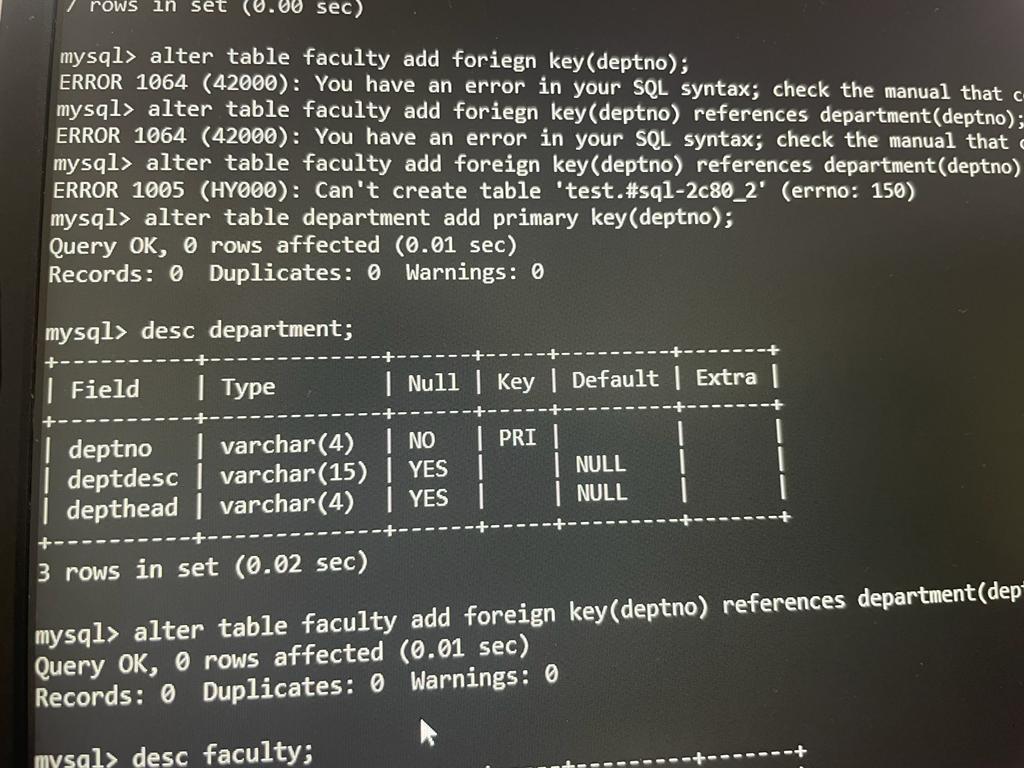 7 rows in set (0.00 sec)
mysql> alter table faculty add foriegn key(deptno);
ERROR 1064 (42000): You have an error in your SQL syntax; check the manual that
mysql> alter table faculty add foriegn key(deptno) references department(deptno);
ERROR 1064 (42000): You have an error in your SQL syntax; check the manual that
mysql> alter table faculty add foreign key(deptno) references department(deptno)
ERROR 1005 (HY000): Can't create table 'test.#sql-2c80_2' (errno: 150)
mysql> alter table department add primary key(deptno);
Query OK, 0 rows affected (0.01 sec)
Records: 0  Duplicates: 0  Warnings: 0
mysql> desc department;
+----------+-------------+------+-----+---------+-------+
| Field    | Type        | Null | Key | Default | Extra |
+----------+-------------+------+-----+---------+-------+
| deptno   | varchar(4)  | NO   | PRI |         |       |
| deptdesc | varchar(15) | YES  |     | NULL    |       |
| depthead | varchar(4)  | YES  |     | NULL    |       |
+----------+-------------+------+-----+---------+-------+
3 rows in set (0.02 sec)
mysql> alter table faculty add foreign key(deptno) references department(dept
Query OK, 0 rows affected (0.01 sec)
Records: 0  Duplicates: 0  Warnings: 0
mysql> desc faculty;